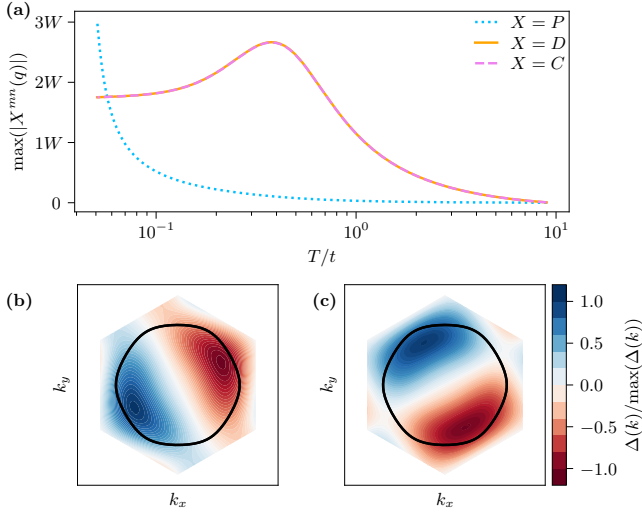 (a)
max(|X^{mn}(q)|)
3W
2W
1W
0
X = P
X = D
X = C
10^{-1}
10^{0}
10^{1}
T/t
(b)
k_y
k_x
(c)
k_y
k_x
1.0
0.5
0.0
−0.5
−1.0
Δ(k)/max(Δ(k))